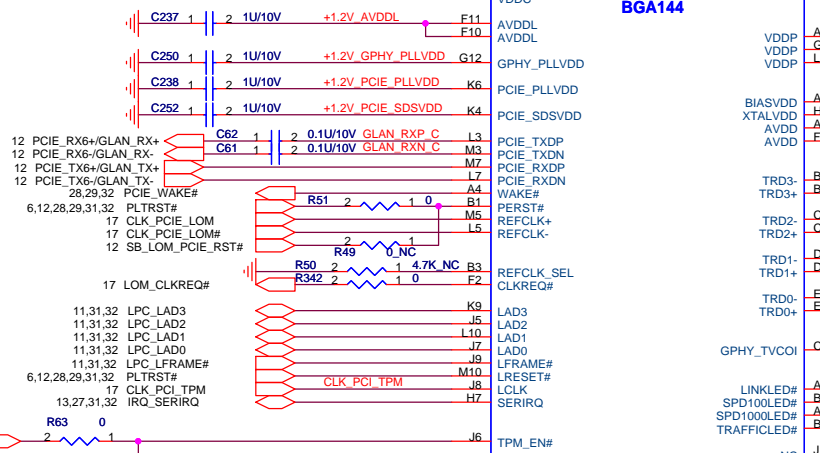 VDDC
BGA144
C237 1 2 1U/10V +1.2V_AVDDL F11 AVDDL
F10 AVDDL
VDDP
VDDP
C250 1 2 1U/10V +1.2V_GPHY_PLLVDD G12 GPHY_PLLVDD VDDP
C238 1 2 1U/10V +1.2V_PCIE_PLLVDD K6 PCIE_PLLVDD
BIASVDD
C252 1 2 1U/10V +1.2V_PCIE_SDSVDD K4 PCIE_SDSVDD XTALVDD
AVDD
12 PCIE_RX6+/GLAN_RX+ C62 1 2 0.1U/10V GLAN_RXP_C L3 PCIE_TXDP AVDD
12 PCIE_RX6-/GLAN_RX- C61 1 2 0.1U/10V GLAN_RXN_C M3 PCIE_TXDN
12 PCIE_TX6+/GLAN_TX+ M7 PCIE_RXDP
12 PCIE_TX6-/GLAN_TX- L7 PCIE_RXDN TRD3-
28,29,32 PCIE_WAKE# A4 WAKE# TRD3+
6,12,28,29,31,32 PLTRST# R51 2 1 0 B1 PERST#
17 CLK_PCIE_LOM M5 REFCLK+ TRD2-
17 CLK_PCIE_LOM# L5 REFCLK- TRD2+
12 SB_LOM_PCIE_RST# 2 1
R49 0_NC
TRD1-
R50 2 1 4.7K_NC B3 REFCLK_SEL TRD1+
17 LOM_CLKREQ# R342 2 1 0 F2 CLKREQ#
TRD0-
11,31,32 LPC_LAD3 K9 LAD3 TRD0+
11,31,32 LPC_LAD2 J5 LAD2
11,31,32 LPC_LAD1 L10 LAD1
11,31,32 LPC_LAD0 J7 LAD0 GPHY_TVCOI
11,31,32 LPC_LFRAME# J9 LFRAME#
6,12,28,29,31,32 PLTRST# M10 LRESET#
17 CLK_PCI_TPM CLK_PCI_TPM J8 LCLK LINKLED#
13,27,31,32 IRQ_SERIRQ H7 SERIRQ SPD100LED#
SPD1000LED#
R63 0 TRAFFICLED#
2 1 J6 TPM_EN#